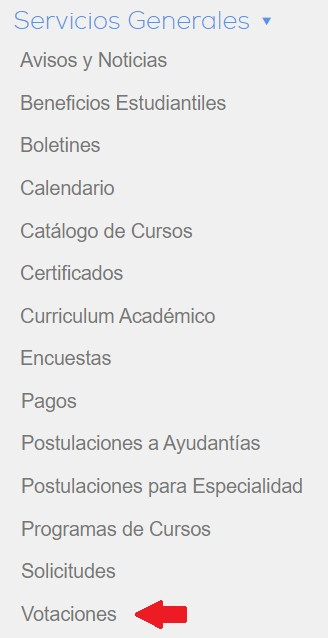 Servicios Generales
Avisos y Noticias
Beneficios Estudiantiles
Boletines
Calendario
Catálogo de Cursos
Certificados
Curriculum Académico
Encuestas
Pagos
Postulaciones a Ayudantías
Postulaciones para Especialidad
Programas de Cursos
Solicitudes
Votaciones